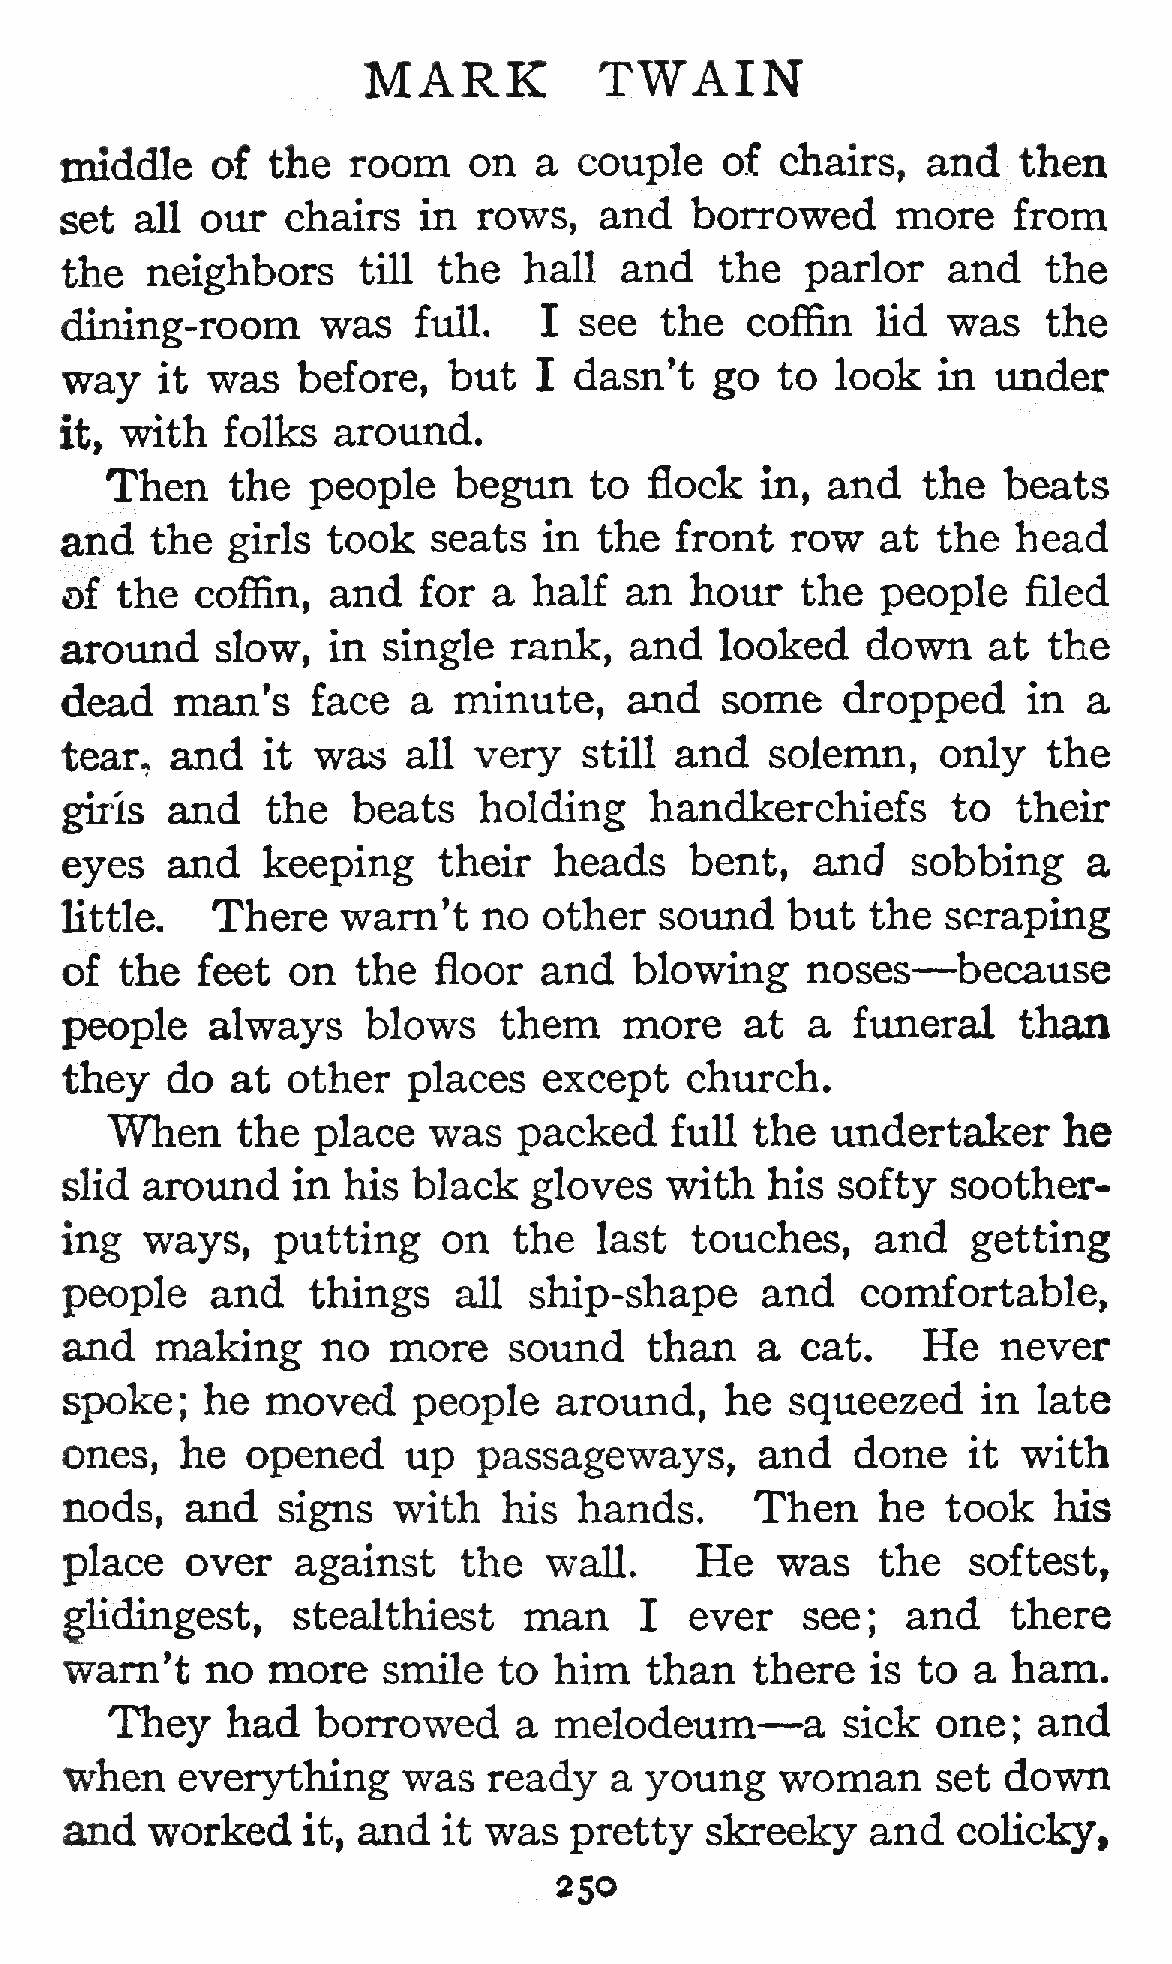 MARK TWAIN
middle of the room on a couple of chairs, and then
set all our chairs in rows, and borrowed more from
the neighbors till the hall and the parlor and the
dining-room was full. I see the coffin lid was the
way it was before, but I dasn't go to look in under
it, with folks around.
Then the people begun to flock in, and the beats
and the girls took seats in the front row at the head
of the coffin, and for a half an hour the people filed
around slow, in single rank, and looked down at the
dead man's face a minute, and some dropped in a
tear, and it was all very still and solemn, only the
girls and the beats holding handkerchiefs to their
eyes and keeping their heads bent, and sobbing a
little. There warn't no other sound but the scraping
of the feet on the floor and blowing noses—because
people always blows them more at a funeral than
they do at other places except church.
When the place was packed full the undertaker he
slid around in his black gloves with his softy soother-
ing ways, putting on the last touches, and getting
people and things all ship-shape and comfortable,
and making no more sound than a cat. He never
spoke; he moved people around, he squeezed in late
ones, he opened up passageways, and done it with
nods, and signs with his hands. Then he took his
place over against the wall. He was the softest,
glidingest, stealthiest man I ever see; and there
warn't no more smile to him than there is to a ham.
They had borrowed a melodeum—a sick one; and
when everything was ready a young woman set down
and worked it, and it was pretty skreeky and colicky,
250